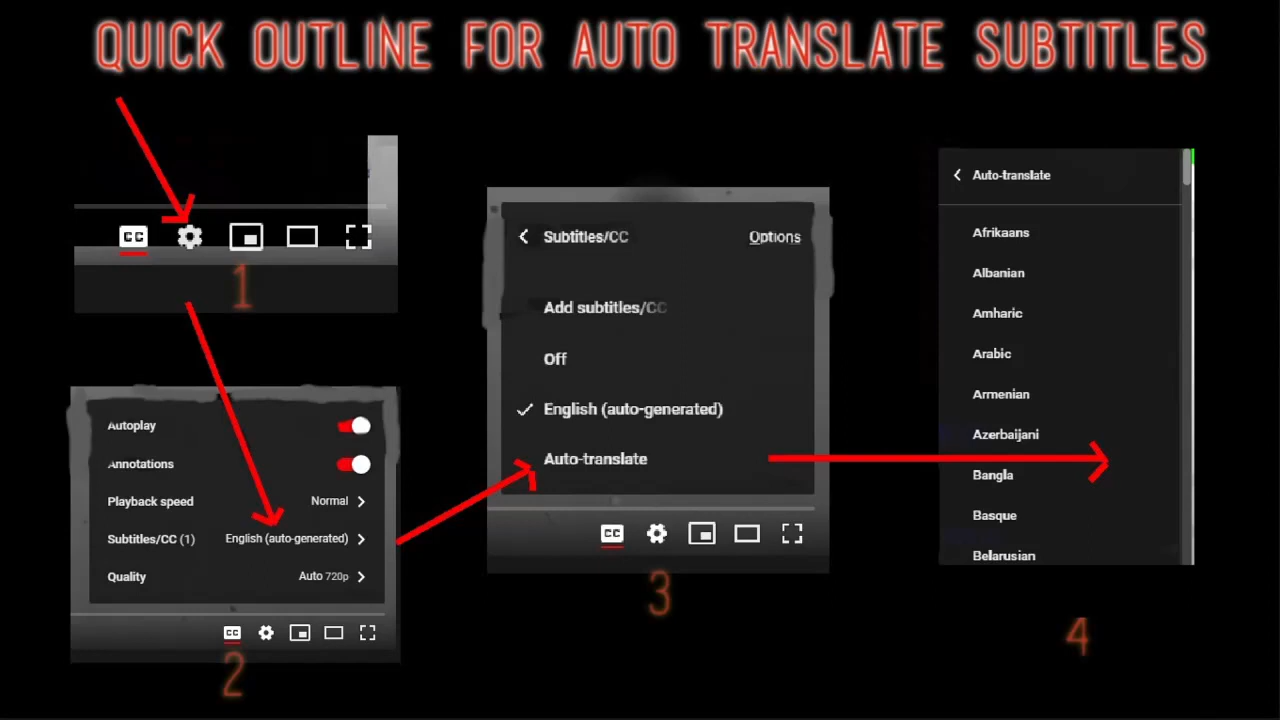 QUICK OUTLINE FOR AUTO TRANSLATE SUBTITLES
CC
1
Autoplay
Annotations
Playback speed Normal
Subtitles/CC (1) English (auto-generated)
Quality Auto 720p
CC
2
Subtitles/CC Options
Add subtitles/CC
Off
English (auto-generated)
Auto-translate
CC
3
Auto-translate
Afrikaans
Albanian
Amharic
Arabic
Armenian
Azerbaijani
Bangla
Basque
Belarusian
4